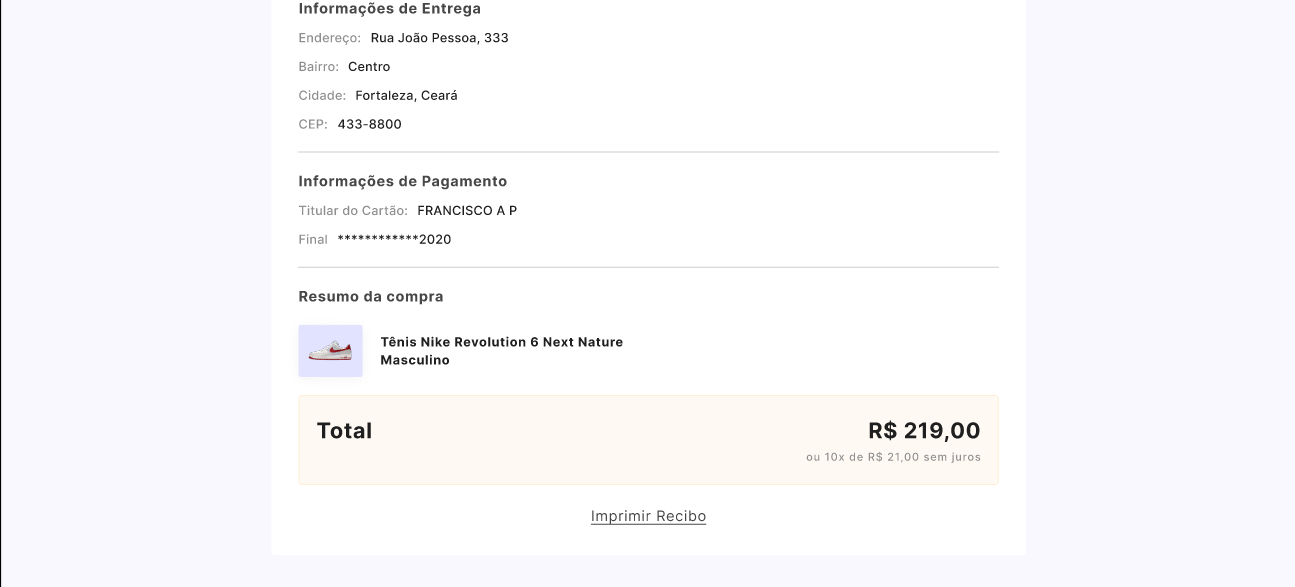 Informações de Entrega
Endereço: Rua João Pessoa, 333
Bairro: Centro
Cidade: Fortaleza, Ceará
CEP: 433-8800
Informações de Pagamento
Titular do Cartão: FRANCISCO A P
Final ************2020
Resumo da compra
Tênis Nike Revolution 6 Next Nature
Masculino
Total R$ 219,00
ou 10x de R$ 21,00 sem juros
Imprimir Recibo